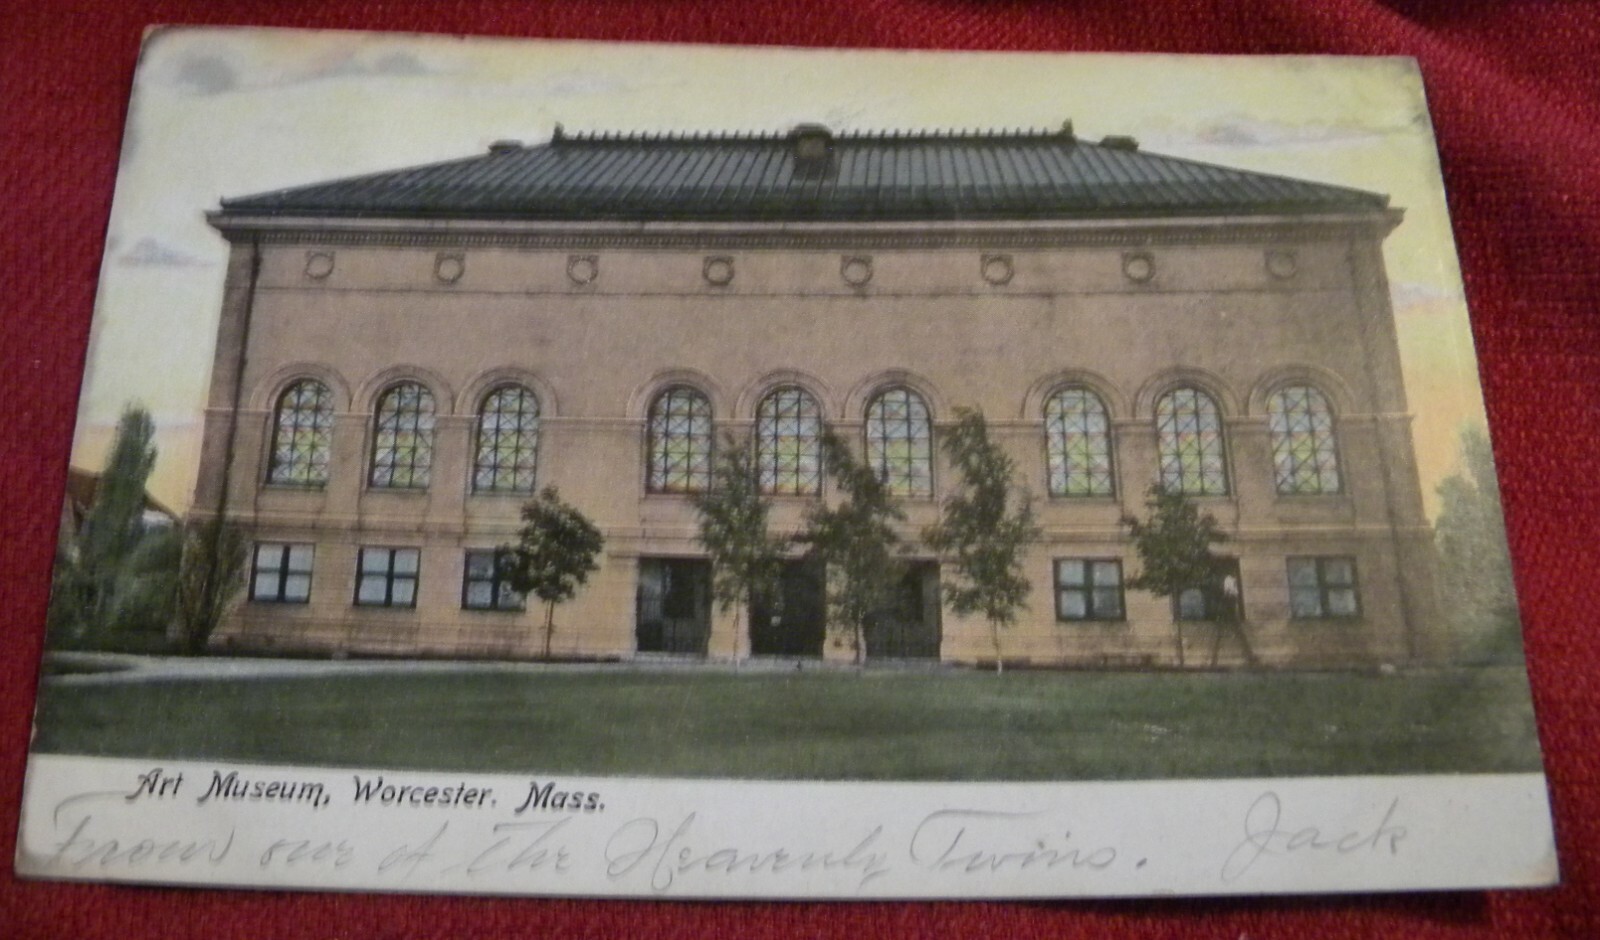 Art Museum, Worcester. Mass.
From one of The Heavenly Twins. Jack